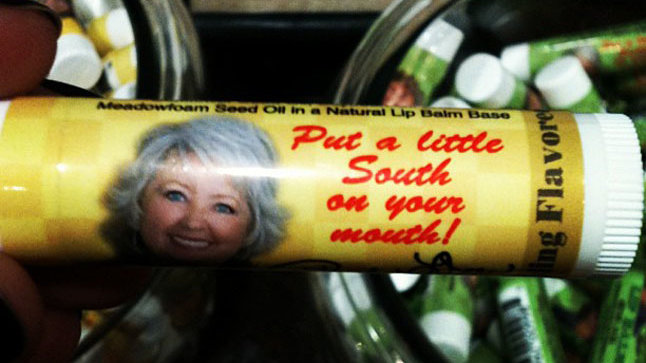 Meadowfoam Seed Oil in a Natural Lip Balm Base
Put a little
South
on your
mouth!